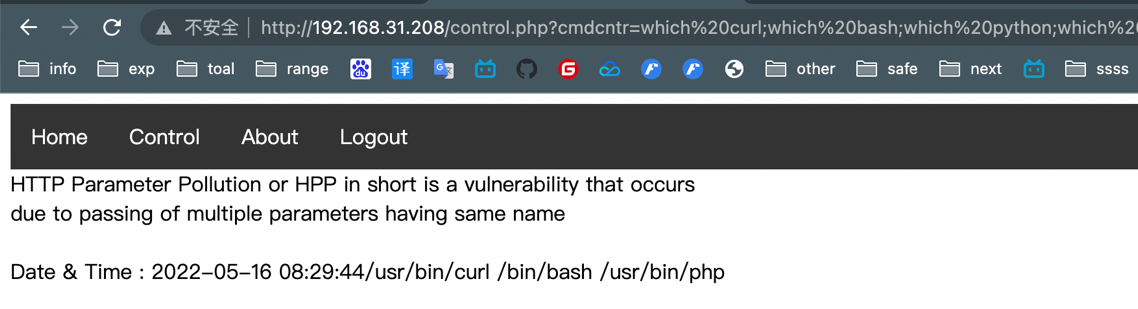 不安全 http://192.168.31.208/control.php?cmdcntr=which%20curl;which%20bash;which%20python;which%20
info exp toal range du 译 G other safe next ssss
Home Control About Logout
HTTP Parameter Pollution or HPP in short is a vulnerability that occurs
due to passing of multiple parameters having same name
Date & Time : 2022-05-16 08:29:44/usr/bin/curl /bin/bash /usr/bin/php